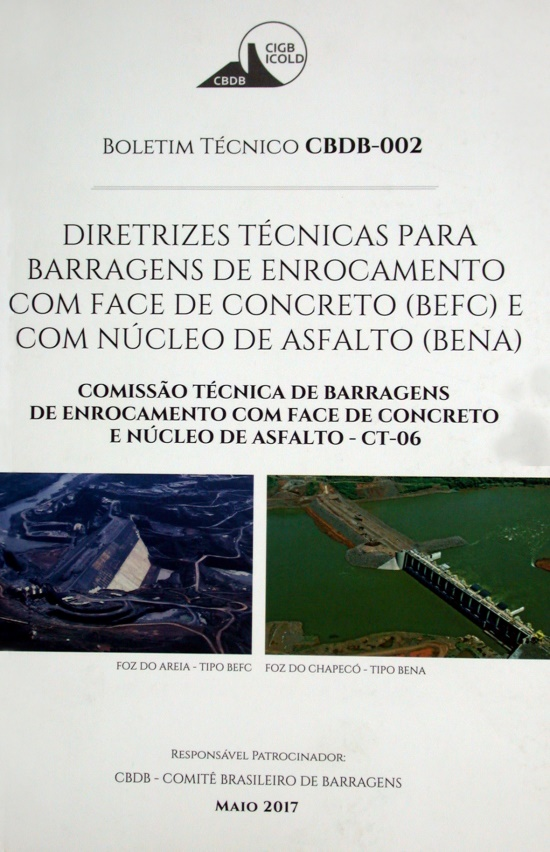 CIGB
ICOLD
CBDB
Boletim Técnico CBDB-002
DIRETRIZES TÉCNICAS PARA
BARRAGENS DE ENROCAMENTO
COM FACE DE CONCRETO (BEFC) E
COM NÚCLEO DE ASFALTO (BENA)
COMISSÃO TÉCNICA DE BARRAGENS
DE ENROCAMENTO COM FACE DE CONCRETO
E NÚCLEO DE ASFALTO - CT-06
FOZ DO AREIA - TIPO BEFC FOZ DO CHAPECÓ - TIPO BENA
Responsável Patrocinador:
CBDB - COMITÊ BRASILEIRO DE BARRAGENS
Maio 2017